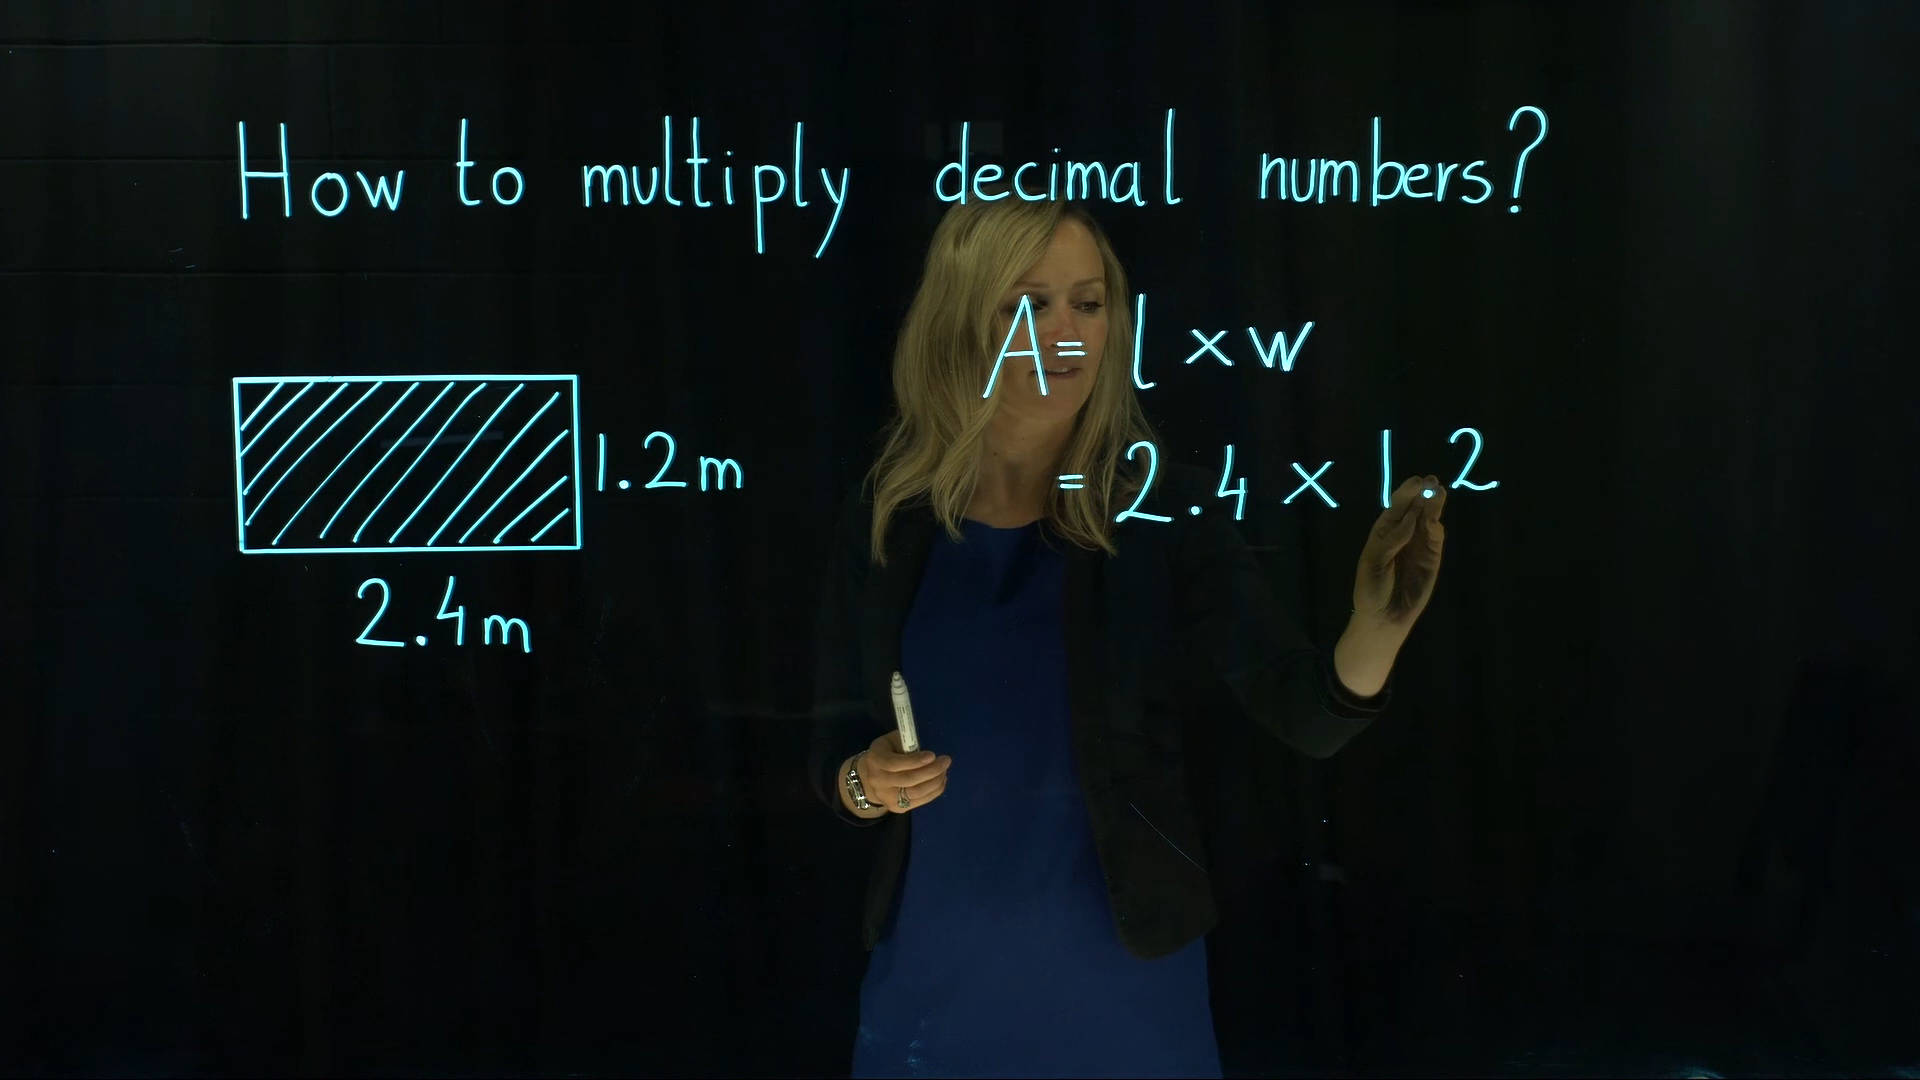 How to multiply decimal numbers?
A = l × w
1.2m
= 2.4 × 1.2
2.4m